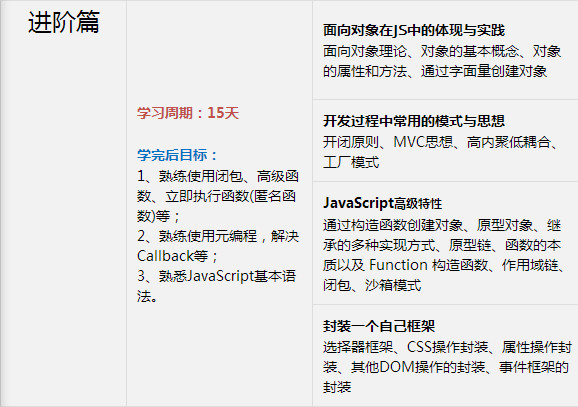 进阶篇
学习周期：15天
学完后目标：
1、熟练使用闭包、高级函
数、立即执行函数(匿名函
数)等；
2、熟练使用元编程，解决
Callback等；
3、熟悉JavaScript基本语
法。
面向对象在JS中的体现与实践
面向对象理论、对象的基本概念、对象
的属性和方法、通过字面量创建对象
开发过程中常用的模式与思想
开闭原则、MVC思想、高内聚低耦合、
工厂模式
JavaScript高级特性
通过构造函数创建对象、原型对象、继
承的多种实现方式、原型链、函数的本
质以及 Function 构造函数、作用域链、
闭包、沙箱模式
封装一个自己框架
选择器框架、CSS操作封装、属性操作封
装、其他DOM操作的封装、事件框架的
封装